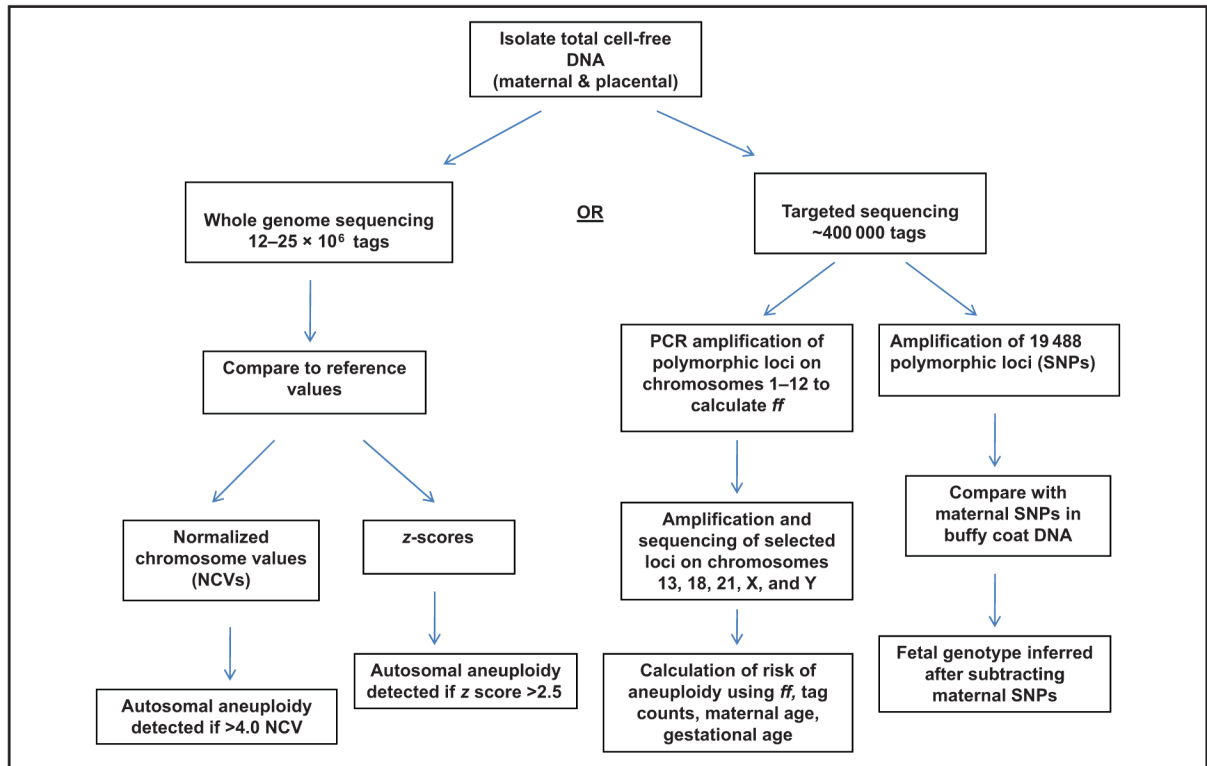 Isolate total cell-free
DNA
(maternal & placental)
Whole genome sequencing
12–25 × 10⁶ tags
OR
Targeted sequencing
~400 000 tags
Compare to reference
values
PCR amplification of
polymorphic loci on
chromosomes 1–12 to
calculate ff
Amplification of 19 488
polymorphic loci (SNPs)
Normalized
chromosome values
(NCVs)
z-scores
Amplification and
sequencing of selected
loci on chromosomes
13, 18, 21, X, and Y
Compare with
maternal SNPs in
buffy coat DNA
Autosomal aneuploidy
detected if >4.0 NCV
Autosomal aneuploidy
detected if z score >2.5
Calculation of risk of
aneuploidy using ff, tag
counts, maternal age,
gestational age
Fetal genotype inferred
after subtracting
maternal SNPs